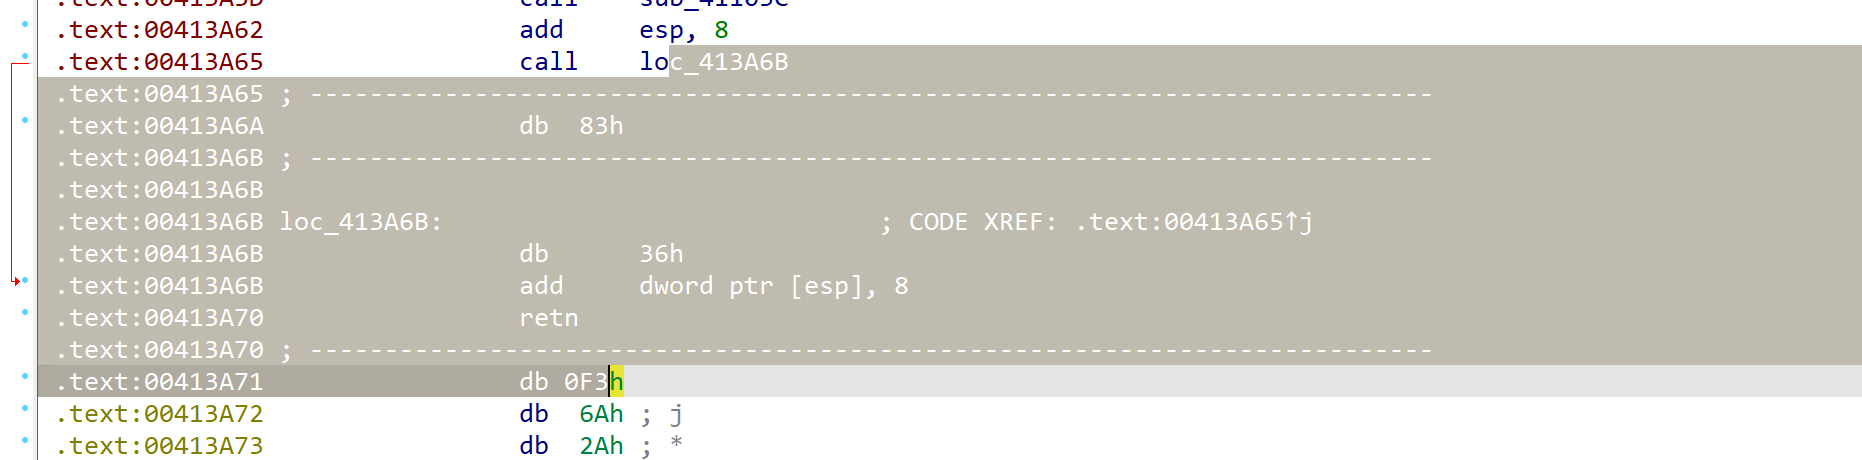 .text:00413A5D call sub_41105C
.text:00413A62 add esp, 8
.text:00413A65 call loc_413A6B
.text:00413A65 ; ---------------------------------------------------------------------------
.text:00413A6A db 83h
.text:00413A6B ; ---------------------------------------------------------------------------
.text:00413A6B
.text:00413A6B loc_413A6B: ; CODE XREF: .text:00413A65↑j
.text:00413A6B db 36h
.text:00413A6B add dword ptr [esp], 8
.text:00413A70 retn
.text:00413A70 ; ---------------------------------------------------------------------------
.text:00413A71 db 0F3h
.text:00413A72 db 6Ah ; j
.text:00413A73 db 2Ah ; *